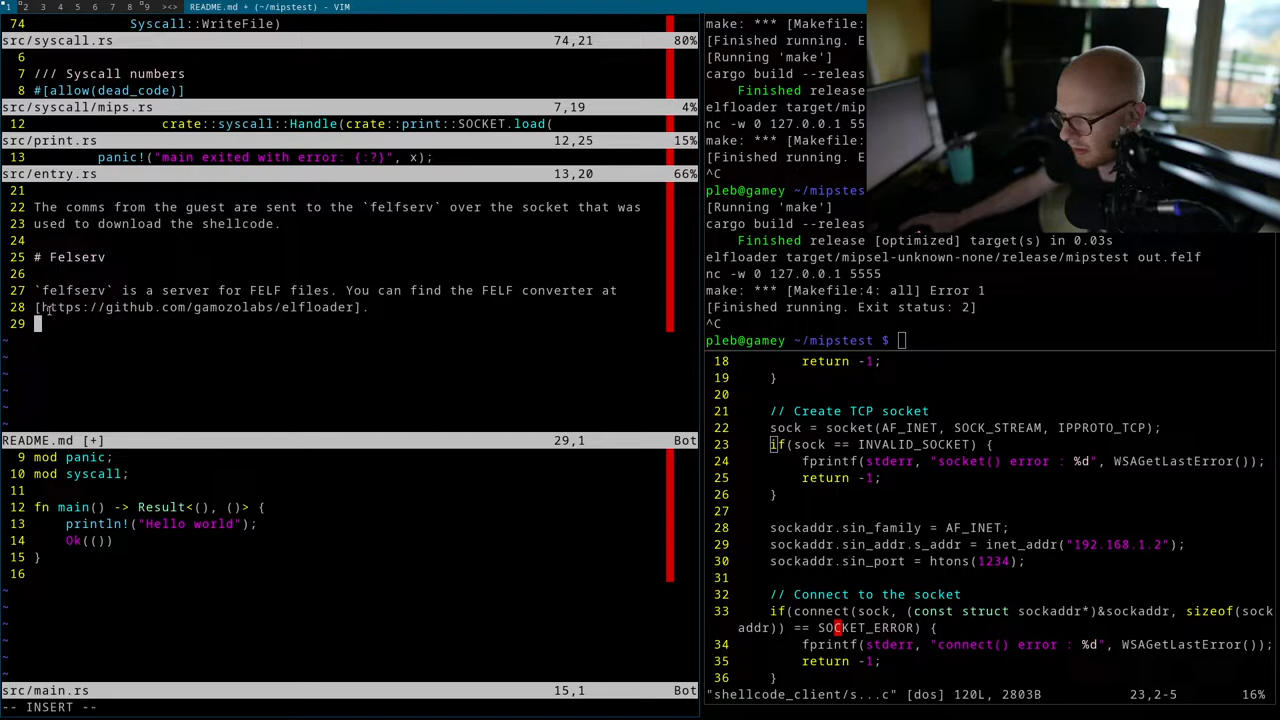 1 2 3 4 5 6 7 8 9 ><> README.md + (~/mipstest) - VIM
74 Syscall::WriteFile)
src/syscall.rs 74,21 80%
6
7 /// Syscall numbers
8 #[allow(dead_code)]
src/syscall/mips.rs 7,19 4%
12 crate::syscall::Handle(crate::print::SOCKET.load(
src/print.rs 12,25 15%
13 panic!("main exited with error: {:?}", x);
src/entry.rs 13,20 66%
21
22 The comms from the guest are sent to the `felfserv` over the socket that was
23 used to download the shellcode.
24
25 # Felserv
26
27 `felfserv` is a server for FELF files. You can find the FELF converter at
28 [https://github.com/gamozolabs/elfloader].
29
~
~
~
~
~
README.md [+] 29,1 Bot
9 mod panic;
10 mod syscall;
11
12 fn main() -> Result<(), ()> {
13 println!("Hello world");
14 Ok(())
15 }
16
~
~
~
~
~
~
src/main.rs 15,1 Bot
-- INSERT --
make: *** [Makefile:
[Finished running. E
[Running 'make']
cargo build --releas
Finished release
elfloader target/mip
nc -w 0 127.0.0.1 55
make: *** [Makefile:
[Finished running. E
^C
pleb@gamey ~/mipstes
[Running 'make']
cargo build --releas
Finished release [optimized] target(s) in 0.03s
elfloader target/mipsel-unknown-none/release/mipstest out.felf
nc -w 0 127.0.0.1 5555
make: *** [Makefile:4: all] Error 1
[Finished running. Exit status: 2]
^C
pleb@gamey ~/mipstest $
18 return -1;
19 }
20
21 // Create TCP socket
22 sock = socket(AF_INET, SOCK_STREAM, IPPROTO_TCP);
23 if(sock == INVALID_SOCKET) {
24 fprintf(stderr, "socket() error : %d", WSAGetLastError());
25 return -1;
26 }
27
28 sockaddr.sin_family = AF_INET;
29 sockaddr.sin_addr.s_addr = inet_addr("192.168.1.2");
30 sockaddr.sin_port = htons(1234);
31
32 // Connect to the socket
33 if(connect(sock, (const struct sockaddr*)&sockaddr, sizeof(sock
addr)) == SOCKET_ERROR) {
34 fprintf(stderr, "connect() error : %d", WSAGetLastError());
35 return -1;
36 }
"shellcode_client/s...c" [dos] 120L, 2803B 23,2-5 16%